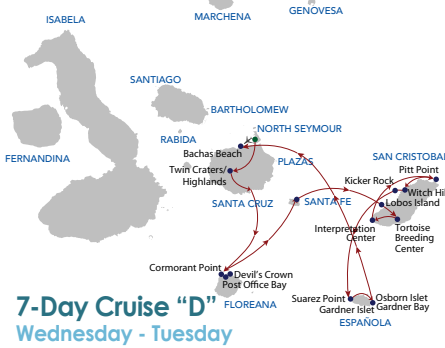 GENOVESA
MARCHENA
ISABELA
SANTIAGO
BARTHOLOMEW
NORTH SEYMOUR
RABIDA
Bachas Beach
FERNANDINA
PLAZAS
SAN CRISTOBAL
Pitt Point
Twin Craters/
Highlands
Kicker Rock
Witch Hil
Lobos Island
SANTA CRUZ
SANTA FE
Interpretation
Center
Tortoise
Breeding
Center
Cormorant Point
Devil's Crown
Post Office Bay
FLOREANA
Suarez Point
Gardner Islet
Osborn Islet
Gardner Bay
ESPAÑOLA
7-Day Cruise "D"
Wednesday - Tuesday